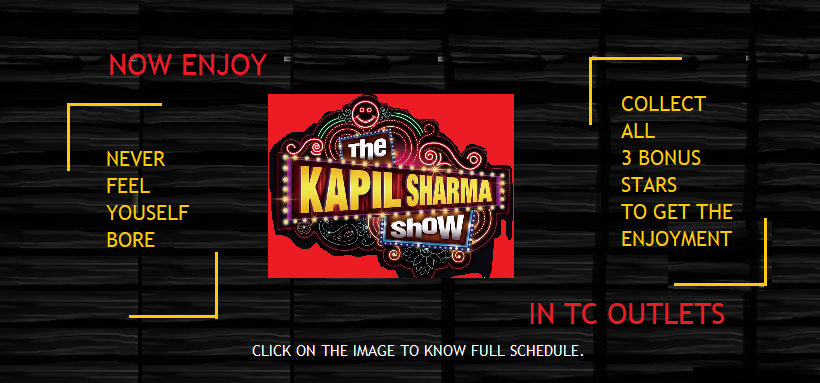 NOW ENJOY
NEVER
FEEL
YOUSELF
BORE
The
KAPIL SHARMA
SHOW
COLLECT
ALL
3 BONUS
STARS
TO GET THE
ENJOYMENT
IN TC OUTLETS
CLICK ON THE IMAGE TO KNOW FULL SCHEDULE.